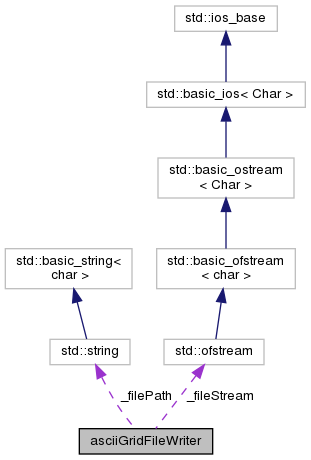 std::ios_base
std::basic_ios< Char >
std::basic_ostream
< Char >
std::basic_string<
char >
std::basic_ofstream
< char >
std::string
std::ofstream
_filePath
_fileStream
asciiGridFileWriter